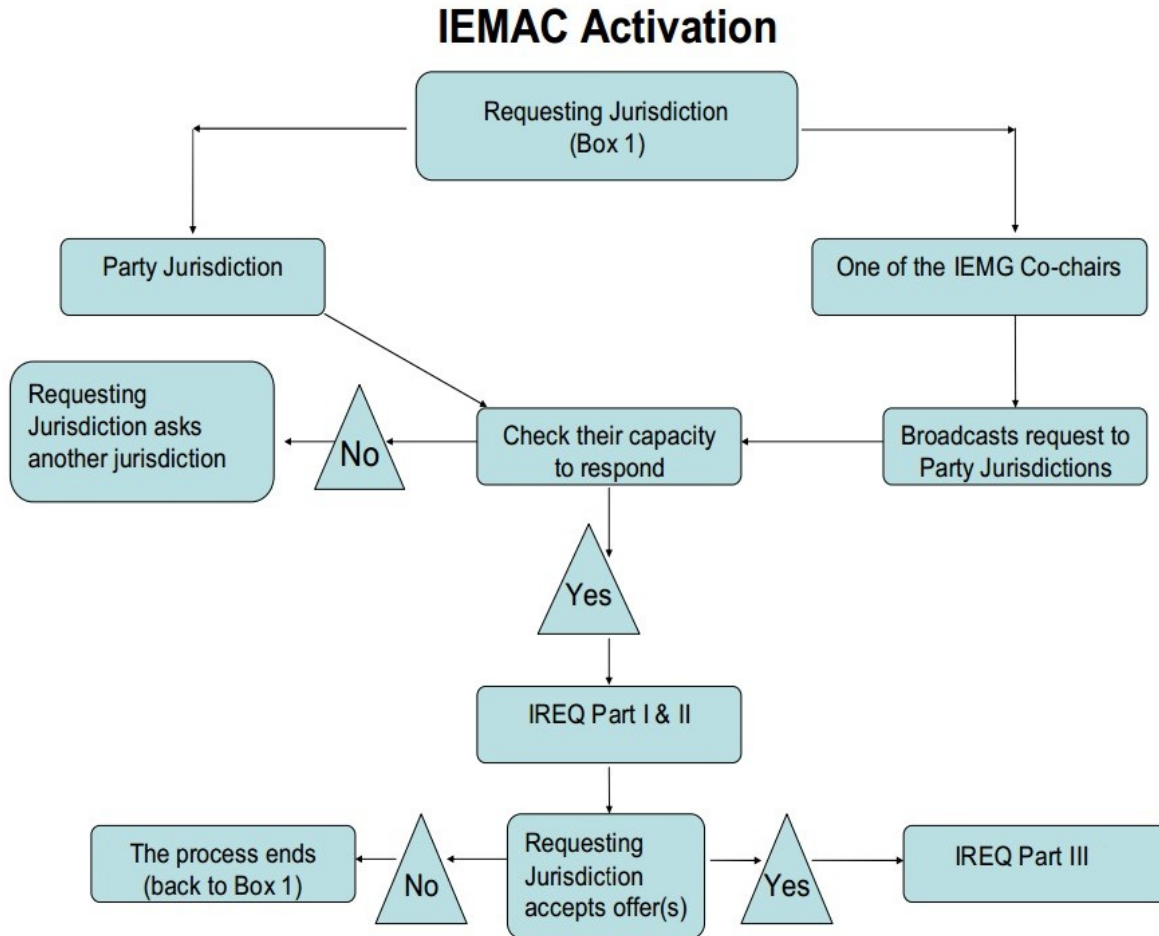 IEMAC Activation
Requesting Jurisdiction
(Box 1)
Party Jurisdiction
One of the IEMG Co-chairs
Requesting
Jurisdiction asks
another jurisdiction
No
Check their capacity
to respond
Broadcasts request to
Party Jurisdictions
Yes
IREQ Part I & II
The process ends
(back to Box 1)
No
Requesting
Jurisdiction
accepts offer(s)
Yes
IREQ Part III